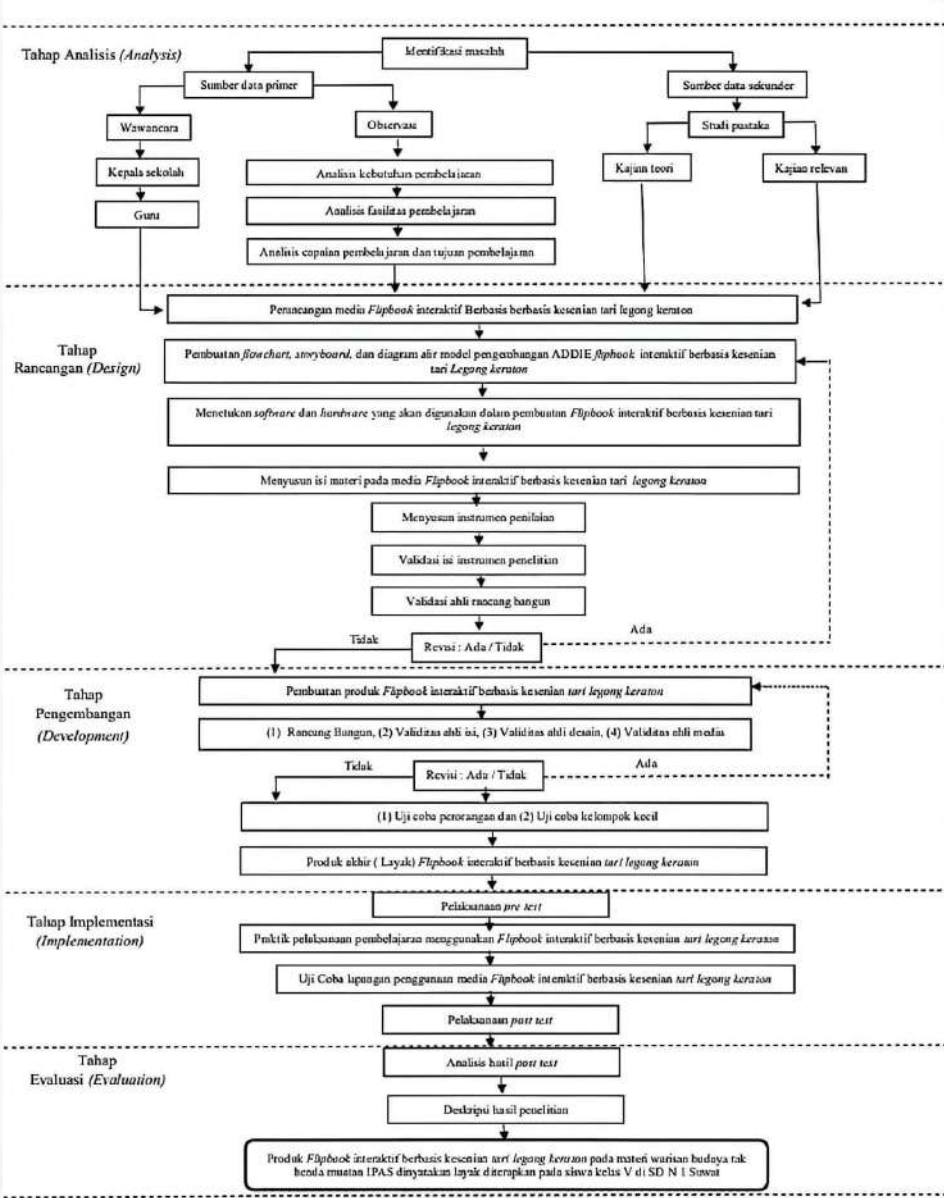 Tahap Analisis (Analysis)
Identifikasi masalah
Sumber data primer
Sumber data sekunder
Wawancara
Observasi
Studi pustaka
Kepala sekolah
Analisis kebutuhan pembelajaran
Kajian teori
Kajian relevan
Guru
Analisis fasilitas pembelajaran
Analisis capaian pembelajaran dan tujuan pembelajaran
Tahap
Rancangan (Design)
Perancangan media Flipbook interaktif Berbasis berbasis kesenian tari legong keraton
Pembuatan flowchart, storyboard, dan diagram alir model pengembangan ADDIE flipbook interaktif berbasis kesenian
tari Legong keraton
Menetukan software dan hardware yang akan digunakan dalam pembuatan Flipbook interaktif berbasis kesenian tari
legong keraton
Menyusun isi materi pada media Flipbook interaktif berbasis kesenian tari legong keraton
Menyusun instrumen penilaian
Validasi isi instrumen penelitian
Validasi ahli rancang bangun
Tidak
Revisi : Ada / Tidak
Ada
Tahap
Pengembangan
(Development)
Pembuatan produk Flipbook interaktif berbasis kesenian tari legong keraton
(1) Rancang Bangun, (2) Validitas ahli isi, (3) Validitas ahli desain, (4) Validitas ahli media
Tidak
Revisi : Ada / Tidak
Ada
(1) Uji coba perorangan dan (2) Uji coba kelompok kecil
Produk akhir ( Layak) Flipbook interaktif berbasis kesenian tari legong keraton
Tahap Implementasi
(Implementation)
Pelaksanaan pre test
Praktik pelaksanaan pembelajaran menggunakan Flipbook interaktif berbasis kesenian tari legong keraton
Uji Coba lapangan penggunaan media Flipbook interaktif berbasis kesenian tari legong keraton
Pelaksanaan post test
Tahap
Evaluasi (Evaluation)
Analisis hasil post test
Deskripsi hasil penelitian
Produk Flipbook interaktif berbasis kesenian tari legong keraton pada materi warisan budaya tak
benda muatan IPAS dinyatakan layak diterapkan pada siswa kelas V di SD N 1 Suwat